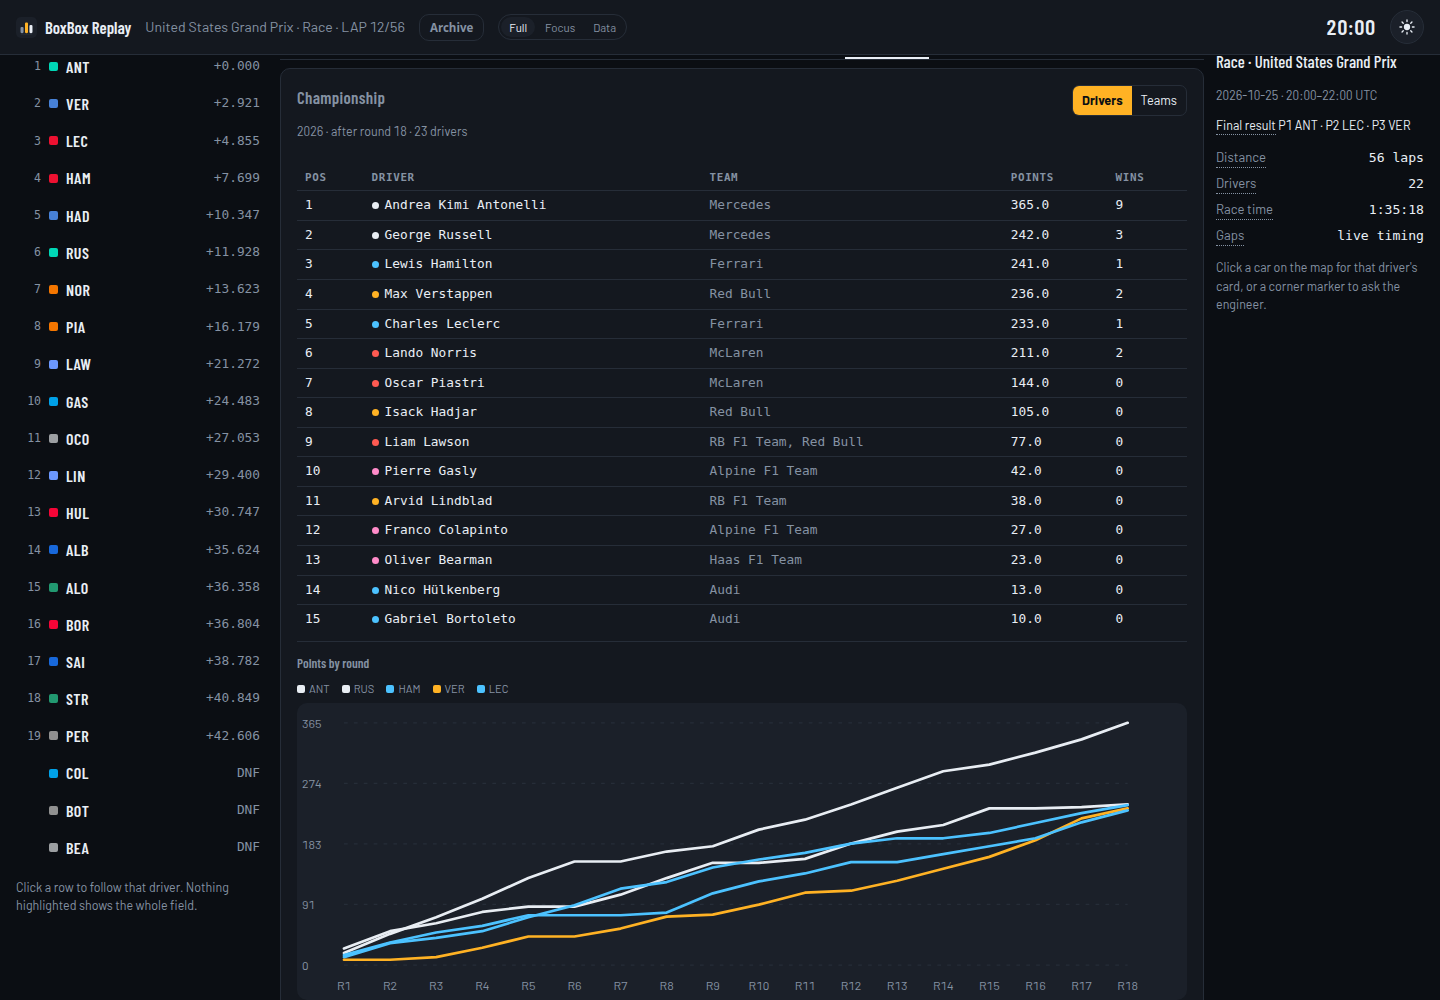 BoxBox Replay United States Grand Prix · Race · LAP 12/56 Archive Full Focus Data 20:00
1 ANT +0.000
2 VER +2.921
3 LEC +4.855
4 HAM +7.699
5 HAD +10.347
6 RUS +11.928
7 NOR +13.623
8 PIA +16.179
9 LAW +21.272
10 GAS +24.483
11 OCO +27.053
12 LIN +29.400
13 HUL +30.747
14 ALB +35.624
15 ALO +36.358
16 BOR +36.804
17 SAI +38.782
18 STR +40.849
19 PER +42.606
COL DNF
BOT DNF
BEA DNF
Click a row to follow that driver. Nothing
highlighted shows the whole field.
Championship Drivers Teams
2026 · after round 18 · 23 drivers
POS DRIVER TEAM POINTS WINS
1 Andrea Kimi Antonelli Mercedes 365.0 9
2 George Russell Mercedes 242.0 3
3 Lewis Hamilton Ferrari 241.0 1
4 Max Verstappen Red Bull 236.0 2
5 Charles Leclerc Ferrari 233.0 1
6 Lando Norris McLaren 211.0 2
7 Oscar Piastri McLaren 144.0 0
8 Isack Hadjar Red Bull 105.0 0
9 Liam Lawson RB F1 Team, Red Bull 77.0 0
10 Pierre Gasly Alpine F1 Team 42.0 0
11 Arvid Lindblad RB F1 Team 38.0 0
12 Franco Colapinto Alpine F1 Team 27.0 0
13 Oliver Bearman Haas F1 Team 23.0 0
14 Nico Hülkenberg Audi 13.0 0
15 Gabriel Bortoleto Audi 10.0 0
Points by round
ANT RUS HAM VER LEC
365
274
183
91
0
R1 R2 R3 R4 R5 R6 R7 R8 R9 R10 R11 R12 R13 R14 R15 R16 R17 R18
Race · United States Grand Prix
2026-10-25 · 20:00–22:00 UTC
Final result P1 ANT · P2 LEC · P3 VER
Distance 56 laps
Drivers 22
Race time 1:35:18
Gaps live timing
Click a car on the map for that driver's
card, or a corner marker to ask the
engineer.